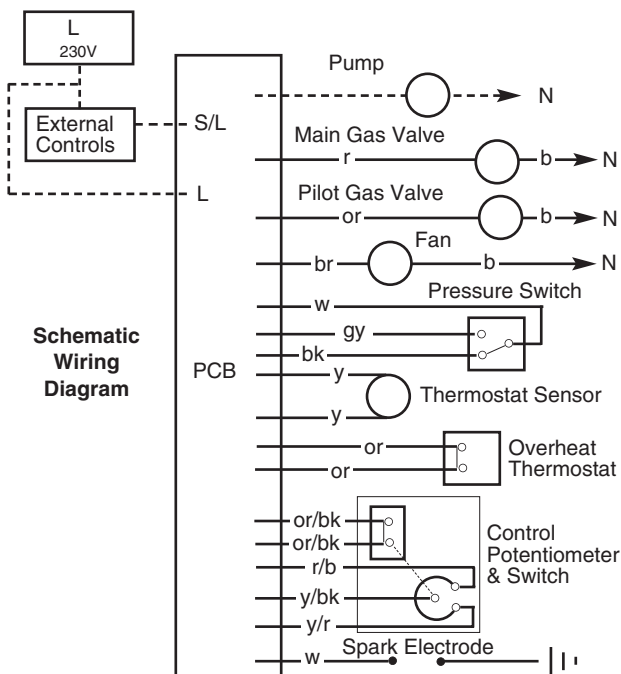 L
230V
External
Controls
S/L
L
Schematic
Wiring
Diagram
PCB
Pump
N
Main Gas Valve
r b N
Pilot Gas Valve
or b N
Fan
br b N
w
Pressure Switch
gy
bk
y
Thermostat Sensor
y
or
Overheat
Thermostat
or
or/bk
or/bk
Control
Potentiometer
& Switch
r/b
y/bk
y/r
Spark Electrode
w